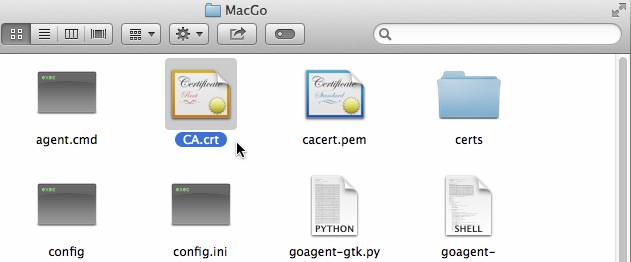 MacGo
exec
Certificate
Root
Certificate
Standard
agent.cmd
CA.crt
cacert.pem
certs
exec
exec
PYTHON
SHELL
config
config.ini
goagent-gtk.py
goagent-